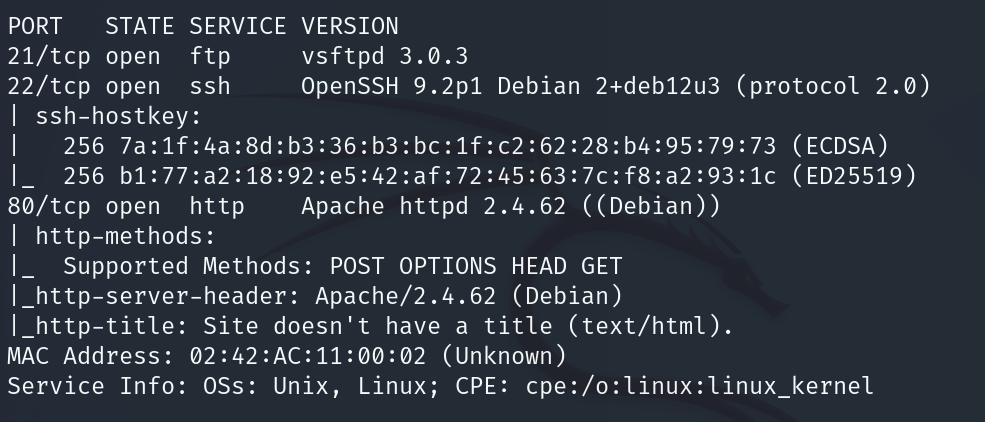 PORT   STATE SERVICE VERSION
21/tcp open  ftp     vsftpd 3.0.3
22/tcp open  ssh     OpenSSH 9.2p1 Debian 2+deb12u3 (protocol 2.0)
| ssh-hostkey:
|   256 7a:1f:4a:8d:b3:36:b3:bc:1f:c2:62:28:b4:95:79:73 (ECDSA)
|_  256 b1:77:a2:18:92:e5:42:af:72:45:63:7c:f8:a2:93:1c (ED25519)
80/tcp open  http    Apache httpd 2.4.62 ((Debian))
| http-methods:
|_  Supported Methods: POST OPTIONS HEAD GET
|_http-server-header: Apache/2.4.62 (Debian)
|_http-title: Site doesn't have a title (text/html).
MAC Address: 02:42:AC:11:00:02 (Unknown)
Service Info: OSs: Unix, Linux; CPE: cpe:/o:linux:linux_kernel